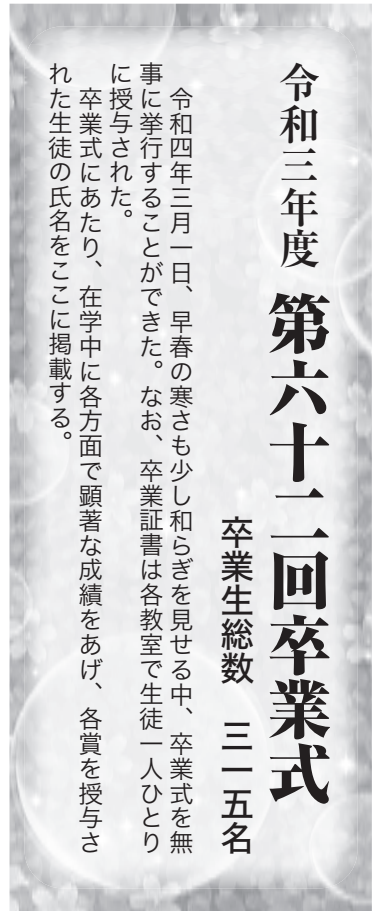 令和三年度 第六十二回卒業式
卒業生総数 三一五名
令和四年三月一日、早春の寒さも少し和らぎを見せる中、卒業式を無
事に挙行することができた。なお、卒業証書は各教室で生徒一人ひとり
に授与された。
卒業式にあたり、在学中に各方面で顕著な成績をあげ、各賞を授与さ
れた生徒の氏名をここに掲載する。